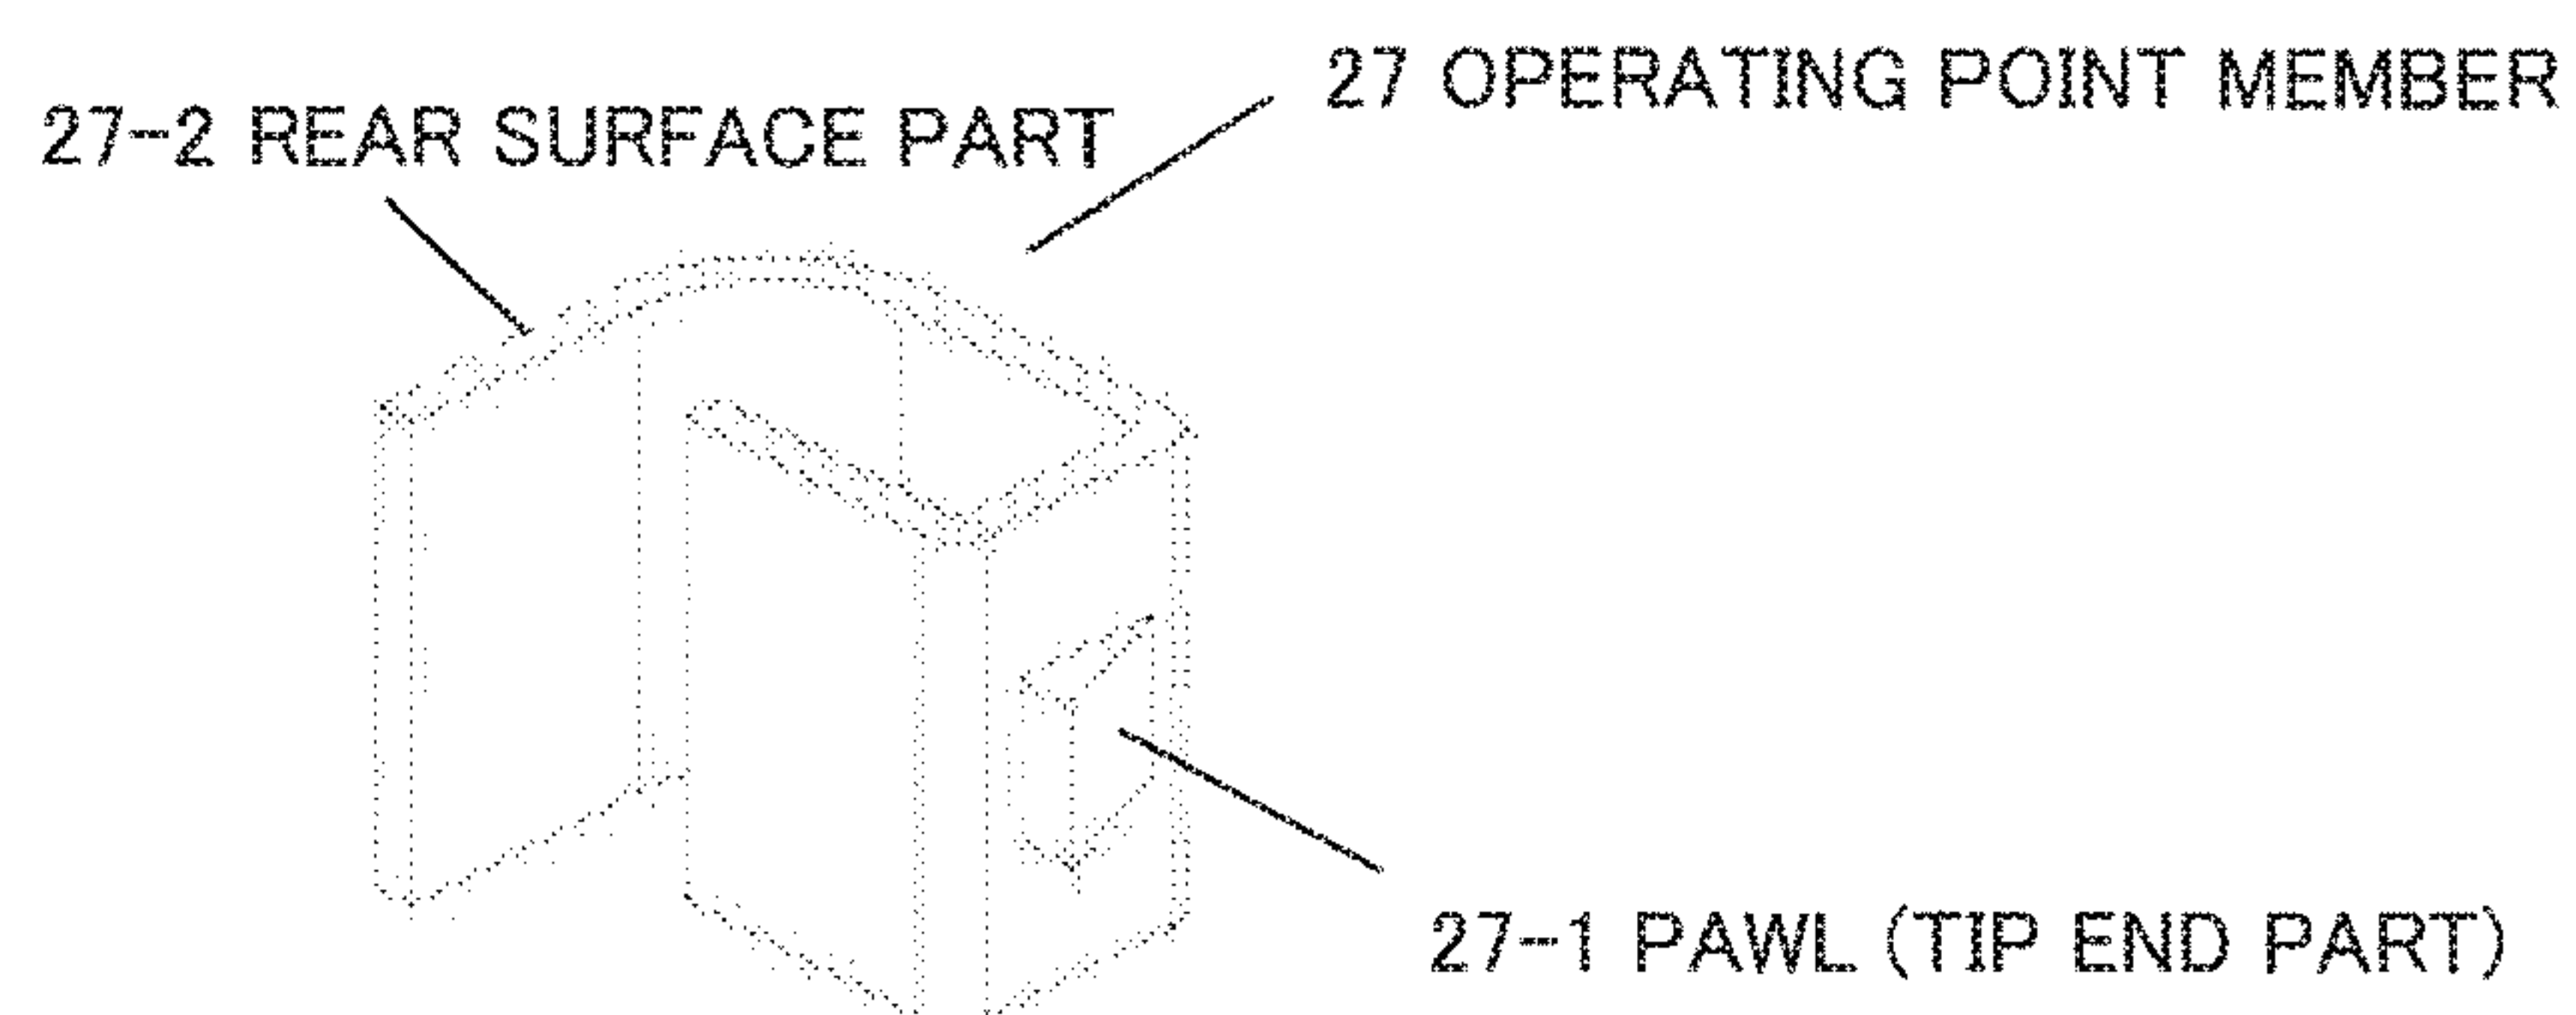 27 OPERATING POINT MEMBER
27-2 REAR SURFACE PART
27-1 PAWL (TIP END PART)